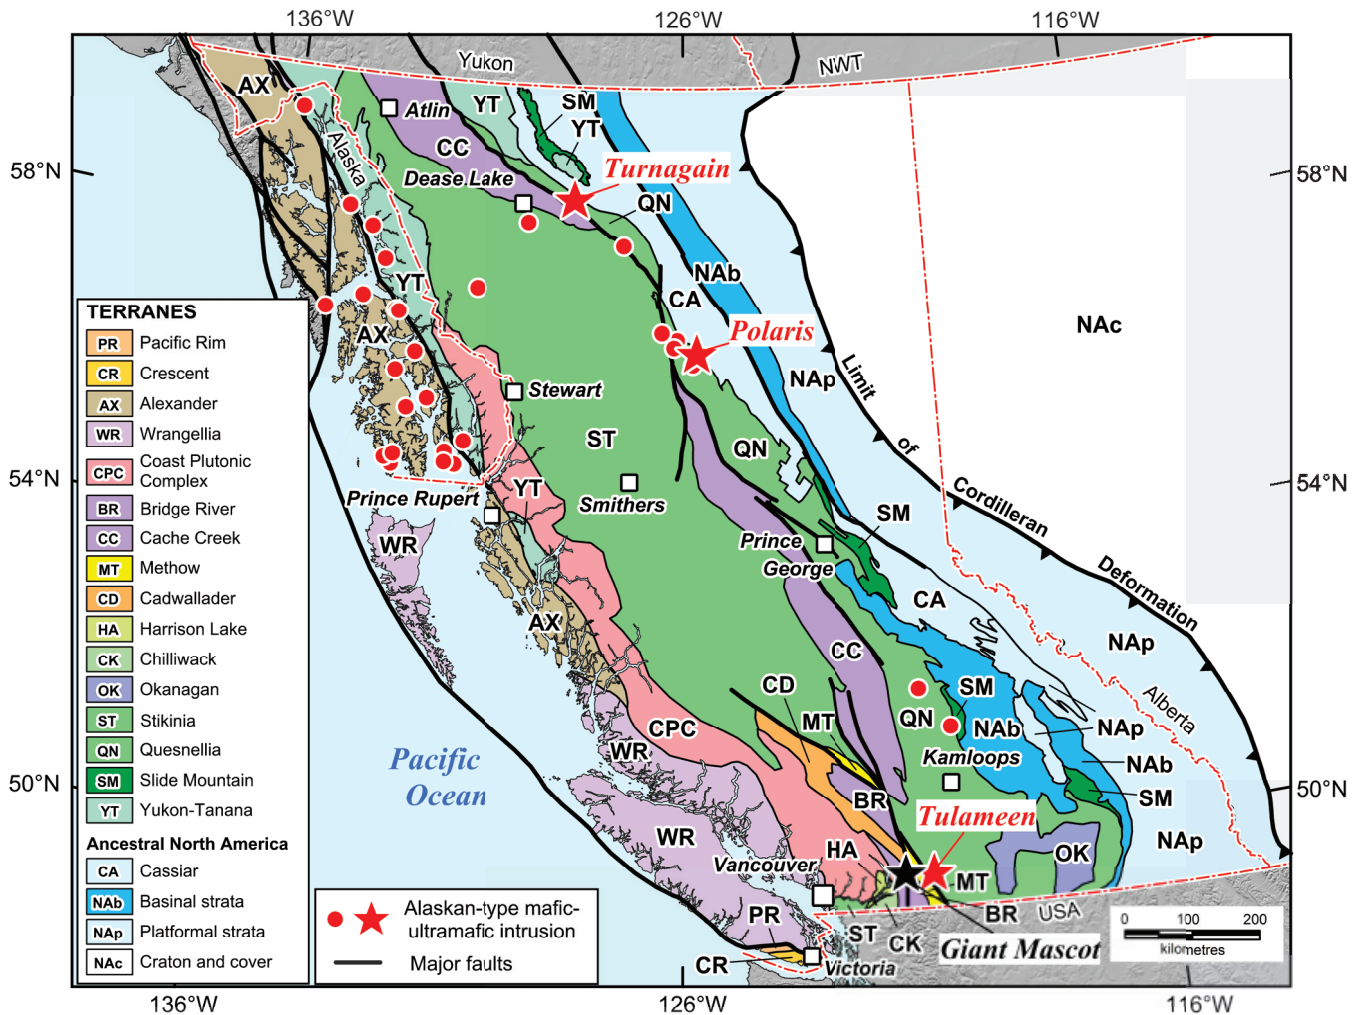 136°W
126°W
116°W
Yukon
NWT
AX
Atlin
YT
SM
YT
CC
Alaska
58°N
Dease Lake
Turnagain
58°N
QN
NAb
YT
CA
NAc
AX
Polaris
Limit
of
Cordilleran
Deformation
NAp
Stewart
ST
QN
54°N
Smithers
54°N
Prince Rupert
YT
SM
WR
Prince
George
CA
AX
NAp
CC
CD
SM
Alberta
MT
QN
NAb
NAp
CPC
WR
Kamloops
Pacific
Ocean
NAb
50°N
50°N
BR
SM
Tulameen
WR
NAp
HA
OK
Vancouver
MT
PR
BR
USA
ST
CK
Giant Mascot
CR
Victoria
0 100 200
kilometres
TERRANES
PR Pacific Rim
CR Crescent
AX Alexander
WR Wrangellia
CPC Coast Plutonic
Complex
BR Bridge River
CC Cache Creek
MT Methow
CD Cadwallader
HA Harrison Lake
CK Chilliwack
OK Okanagan
ST Stikinia
QN Quesnellia
SM Slide Mountain
YT Yukon-Tanana
Ancestral North America
CA Cassiar
NAb Basinal strata
NAp Platformal strata
NAc Craton and cover
Alaskan-type mafic-
ultramafic intrusion
Major faults
136°W
126°W
116°W